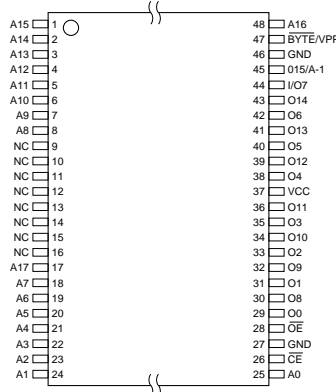 A15 1 48 A16
A14 2 47 BYTE/VPP
A13 3 46 GND
A12 4 45 015/A-1
A11 5 44 I/O7
A10 6 43 O14
A9 7 42 O6
A8 8 41 O13
NC 9 40 O5
NC 10 39 O12
NC 11 38 O4
NC 12 37 VCC
NC 13 36 O11
NC 14 35 O3
NC 15 34 O10
NC 16 33 O2
A17 17 32 O9
A7 18 31 O1
A6 19 30 O8
A5 20 29 O0
A4 21 28 OE
A3 22 27 GND
A2 23 26 CE
A1 24 25 A0